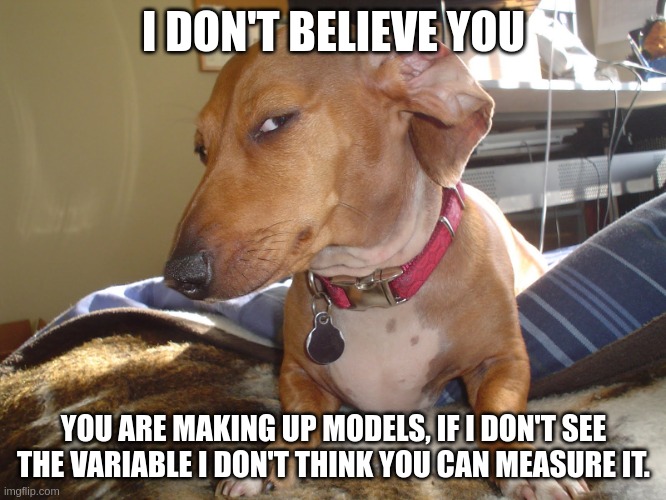 I DON'T BELIEVE YOU
YOU ARE MAKING UP MODELS, IF I DON'T SEE
THE VARIABLE I DON'T THINK YOU CAN MEASURE IT.
imgflip.com